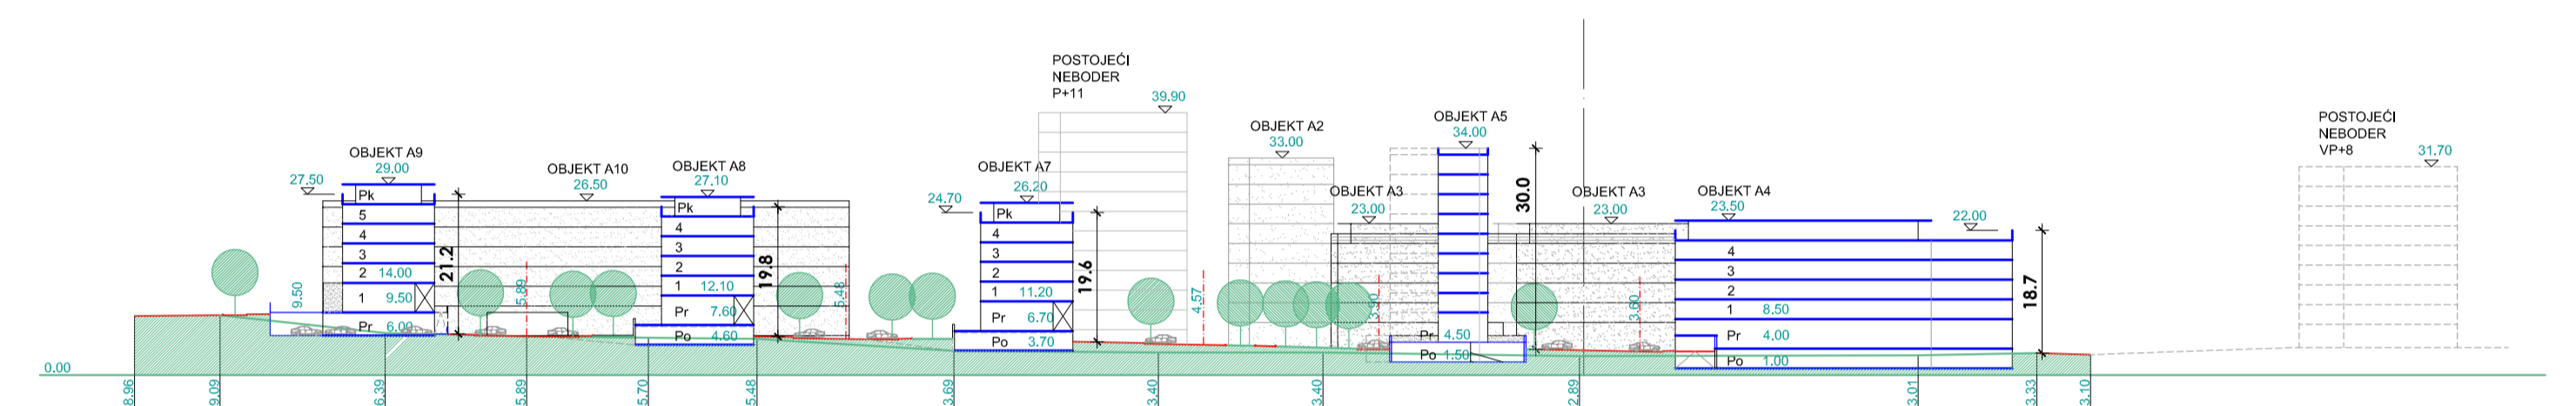 POSTOJEĆI
NEBODER
P+11
39.90
OBJEKT A2
33.00
OBJEKT A5
34.00
POSTOJEĆI
NEBODER
VP+8
31.70
OBJEKT A9
29.00
27.50
OBJEKT A10
26.50
OBJEKT A8
27.10
OBJEKT A7
26.20
24.70
OBJEKT A3
23.00
30.0
OBJEKT A3
23.00
OBJEKT A4
23.50
22.00
Pk
5
4
3
2 14.00
1 9.50
Pr 6.00
9.50
21.2
5.89
Pk
4
3
2
1 12.10
Pr 7.60
Po 4.60
19.8
5.48
Pk
4
3
2
1 11.20
Pr 6.70
Po 3.70
19.6
4.57
3.90
Pr 4.50
Po 1.50
3.60
4
3
2
1 8.50
Pr 4.00
Po 1.00
18.7
0.00
8.96
9.09
6.39
5.89
5.70
5.48
3.69
3.40
3.40
2.89
3.01
3.33
3.10